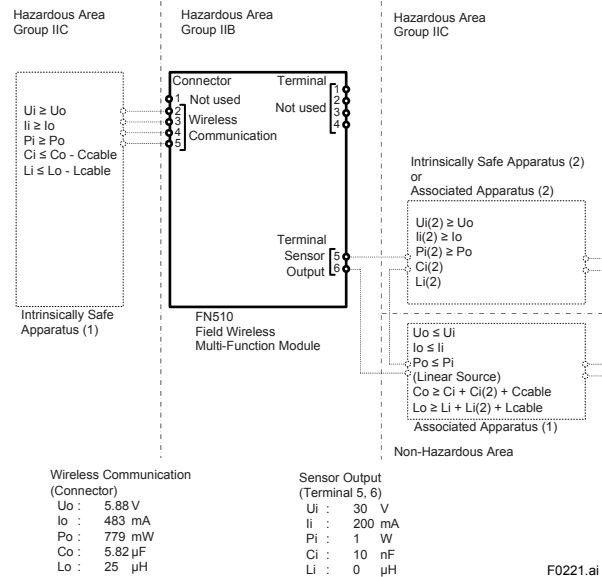 Hazardous Area
Group IIC
Hazardous Area
Group IIB
Hazardous Area
Group IIC
Ui ≥ Uo
Ii ≥ Io
Pi ≥ Po
Ci ≤ Co - Ccable
Li ≤ Lo - Lcable
Intrinsically Safe
Apparatus (1)
Connector
1 Not used
2
3 Wireless
4 Communication
5
Terminal
1
2
Not used 3
4
Terminal
Sensor 5
Output 6
FN510
Field Wireless
Multi-Function Module
Intrinsically Safe Apparatus (2)
or
Associated Apparatus (2)
Ui(2) ≥ Uo
Ii(2) ≥ Io
Pi(2) ≥ Po
Ci(2)
Li(2)
Uo ≤ Ui
Io ≤ Ii
Po ≤ Pi
(Linear Source)
Co ≥ Ci + Ci(2) + Ccable
Lo ≥ Li + Li(2) + Lcable
Associated Apparatus (1)
Non-Hazardous Area
Wireless Communication
(Connector)
Uo : 5.88 V
Io : 483 mA
Po : 779 mW
Co : 5.82 µF
Lo : 25 µH
Sensor Output
(Terminal 5, 6)
Ui : 30 V
Ii : 200 mA
Pi : 1 W
Ci : 10 nF
Li : 0 µH
F0221.ai